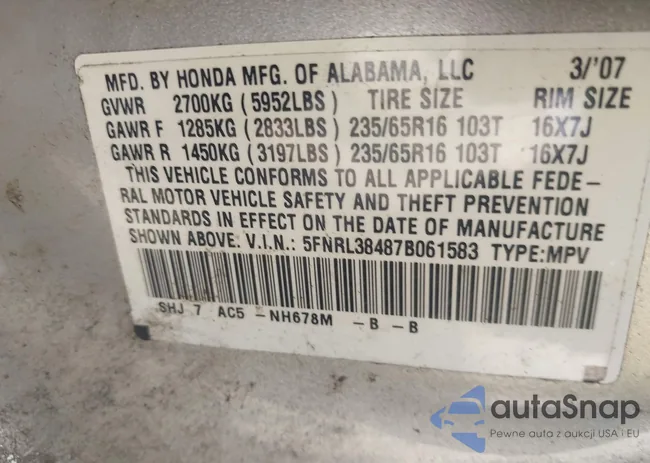 MFD. BY HONDA MFG. OF ALABAMA, LLC 3/'07
GVWR 2700KG (5952LBS) TIRE SIZE RIM SIZE
GAWR F 1285KG (2833LBS) 235/65R16 103T 16X7J
GAWR R 1450KG (3197LBS) 235/65R16 103T 16X7J
THIS VEHICLE CONFORMS TO ALL APPLICABLE FEDE-
RAL MOTOR VEHICLE SAFETY AND THEFT PREVENTION
STANDARDS IN EFFECT ON THE DATE OF MANUFACTURE
SHOWN ABOVE. V.I.N.: 5FNRL38487B061583 TYPE:MPV
SHJ 7 AC5 -NH678M -B -B
autaSnap
Pewne auta z aukcji USA i EU